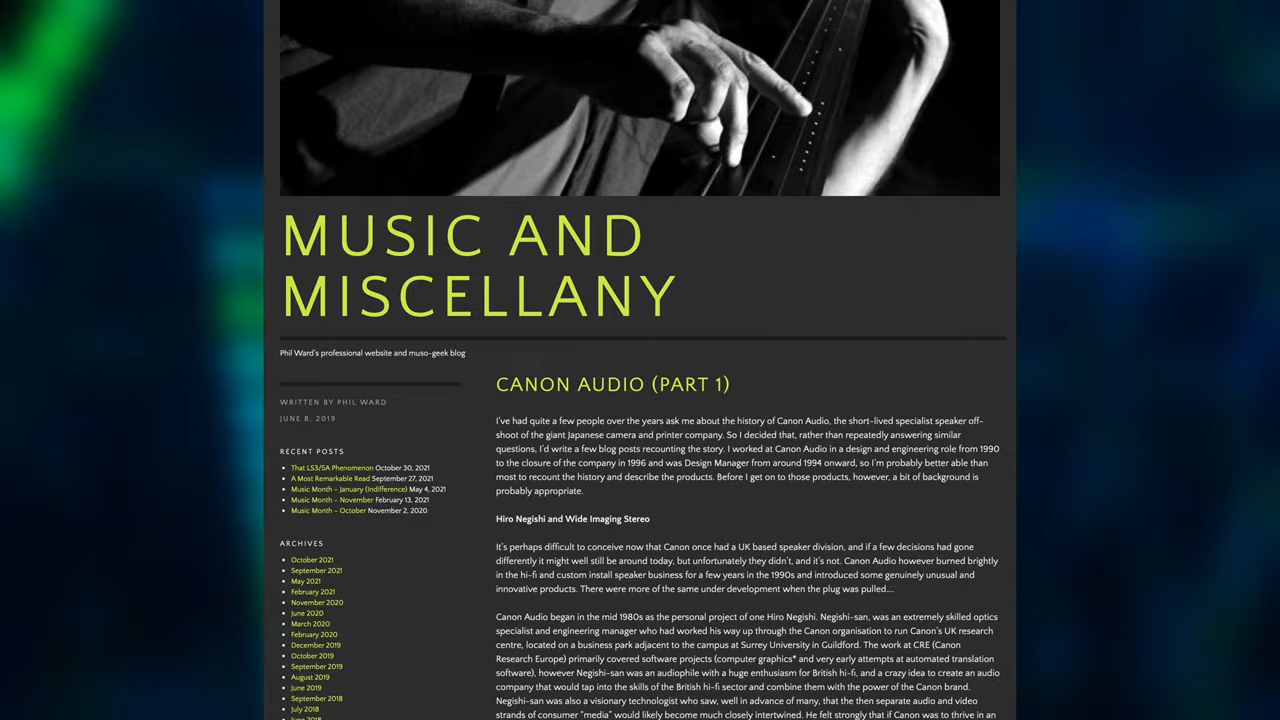 MUSIC AND
MISCELLANY
Phil Ward's professional website and muso-geek blog
WRITTEN BY PHIL WARD
JUNE 8, 2019
RECENT POSTS
That LS3/5A Phenomenon October 30, 2021
A Most Remarkable Read September 27, 2021
Music Month – January (Indifference) May 4, 2021
Music Month – November February 13, 2021
Music Month – October November 2, 2020
ARCHIVES
October 2021
September 2021
May 2021
February 2021
November 2020
June 2020
March 2020
February 2020
December 2019
October 2019
September 2019
August 2019
June 2019
September 2018
July 2018
June 2018
CANON AUDIO (PART 1)
I've had quite a few people over the years ask me about the history of Canon Audio, the short-lived specialist speaker off-
shoot of the giant Japanese camera and printer company. So I decided that, rather than repeatedly answering similar
questions, I'd write a few blog posts recounting the story. I worked at Canon Audio in a design and engineering role from 1990
to the closure of the company in 1996 and was Design Manager from around 1994 onward, so I'm probably better able than
most to recount the history and describe the products. Before I get on to those products, however, a bit of background is
probably appropriate.
Hiro Negishi and Wide Imaging Stereo
It's perhaps difficult to conceive now that Canon once had a UK based speaker division, and if a few decisions had gone
differently it might well still be around today, but unfortunately they didn't, and it's not. Canon Audio however burned brightly
in the hi-fi and custom install speaker business for a few years in the 1990s and introduced some genuinely unusual and
innovative products. There were more of the same under development when the plug was pulled….
Canon Audio began in the mid 1980s as the personal project of one Hiro Negishi. Negishi-san, was an extremely skilled optics
specialist and engineering manager who had worked his way up through the Canon organisation to run Canon's UK research
centre, located on a business park adjacent to the campus at Surrey University in Guildford. The work at CRE (Canon
Research Europe) primarily covered software projects (computer graphics* and very early attempts at automated translation
software), however Negishi-san was an audiophile with a huge enthusiasm for British hi-fi, and a crazy idea to create an audio
company that would tap into the skills of the British hi-fi sector and combine them with the power of the Canon brand.
Negishi-san was also a visionary technologist who saw, well in advance of many, that the then separate audio and video
strands of consumer "media" would likely become much closely intertwined. He felt strongly that if Canon was to thrive in an